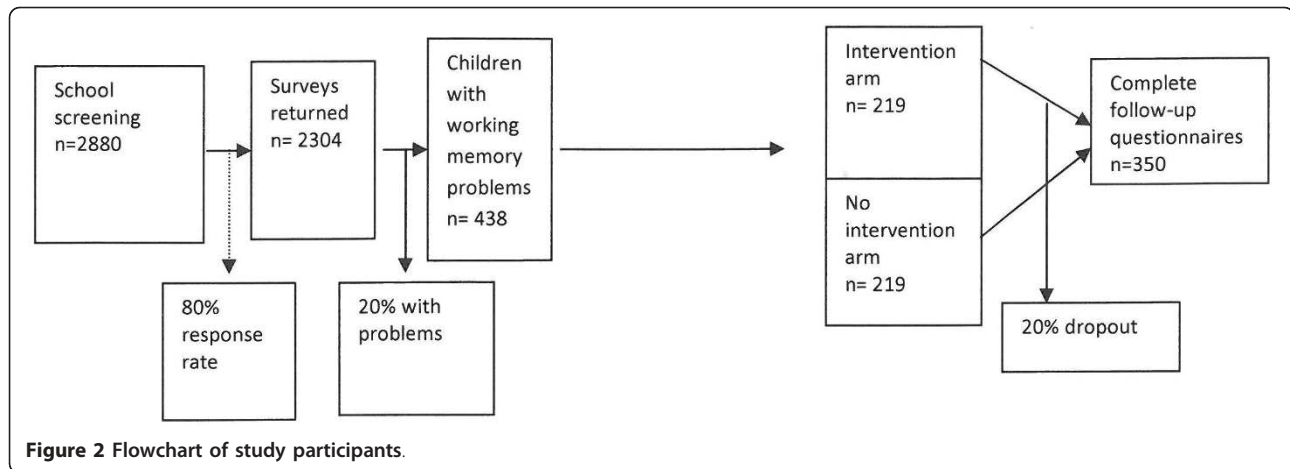 School
screening
n=2880
Surveys
returned
n= 2304
Children
with
working
memory
problems
n= 438
80%
response
rate
20% with
problems
Intervention
arm
n= 219
No
intervention
arm
n= 219
Complete
follow-up
questionnaires
n=350
20% dropout
Figure 2 Flowchart of study participants.